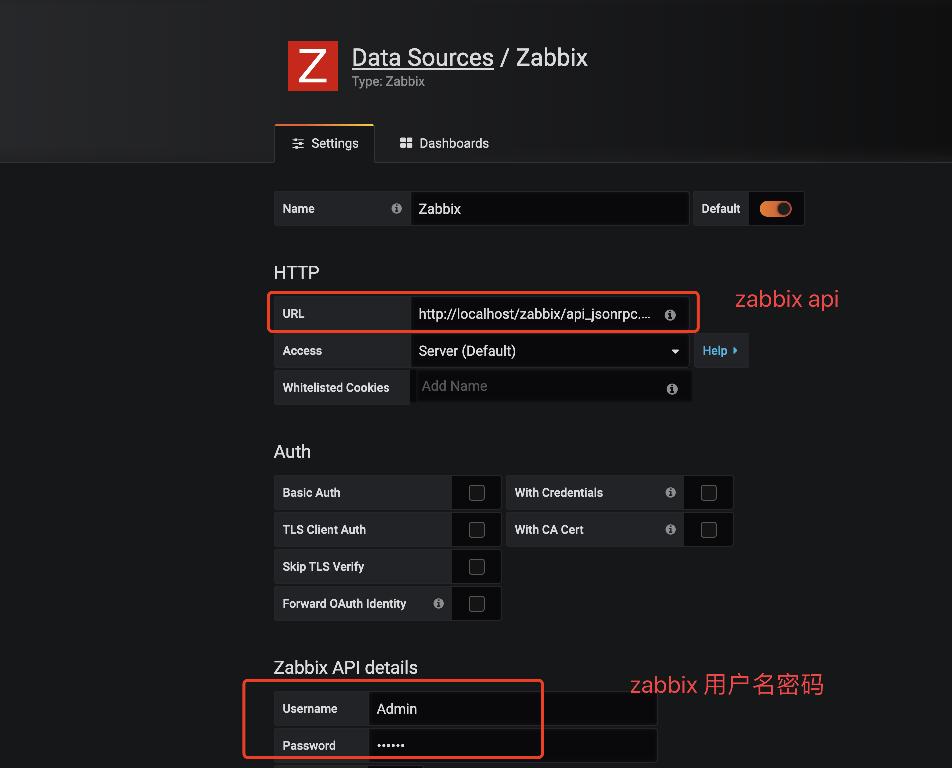 Z
Data Sources / Zabbix
Type: Zabbix
Settings
Dashboards
Name
Zabbix
Default
HTTP
URL
http://localhost/zabbix/api_jsonrpc....
zabbix api
Access
Server (Default)
Help
Whitelisted Cookies
Add Name
Auth
Basic Auth
With Credentials
TLS Client Auth
With CA Cert
Skip TLS Verify
Forward OAuth Identity
Zabbix API details
zabbix 用户名密码
Username
Admin
Password
••••••